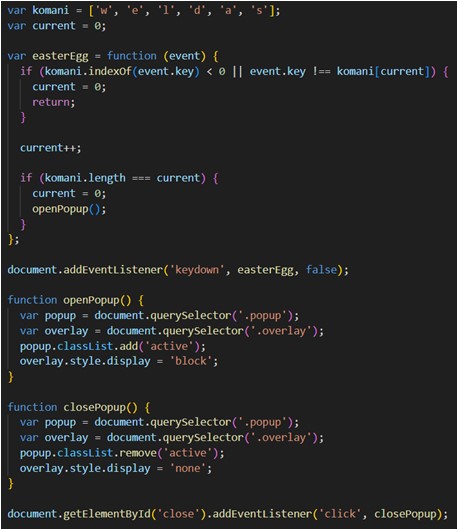 var komani = ['w', 'e', 'l', 'd', 'a', 's'];
var current = 0;

var easterEgg = function (event) {
  if (komani.indexOf(event.key) < 0 || event.key !== komani[current]) {
    current = 0;
    return;
  }

  current++;

  if (komani.length === current) {
    current = 0;
    openPopup();
  }
};

document.addEventListener('keydown', easterEgg, false);

function openPopup() {
  var popup = document.querySelector('.popup');
  var overlay = document.querySelector('.overlay');
  popup.classList.add('active');
  overlay.style.display = 'block';
}

function closePopup() {
  var popup = document.querySelector('.popup');
  var overlay = document.querySelector('.overlay');
  popup.classList.remove('active');
  overlay.style.display = 'none';
}

document.getElementById('close').addEventListener('click', closePopup);